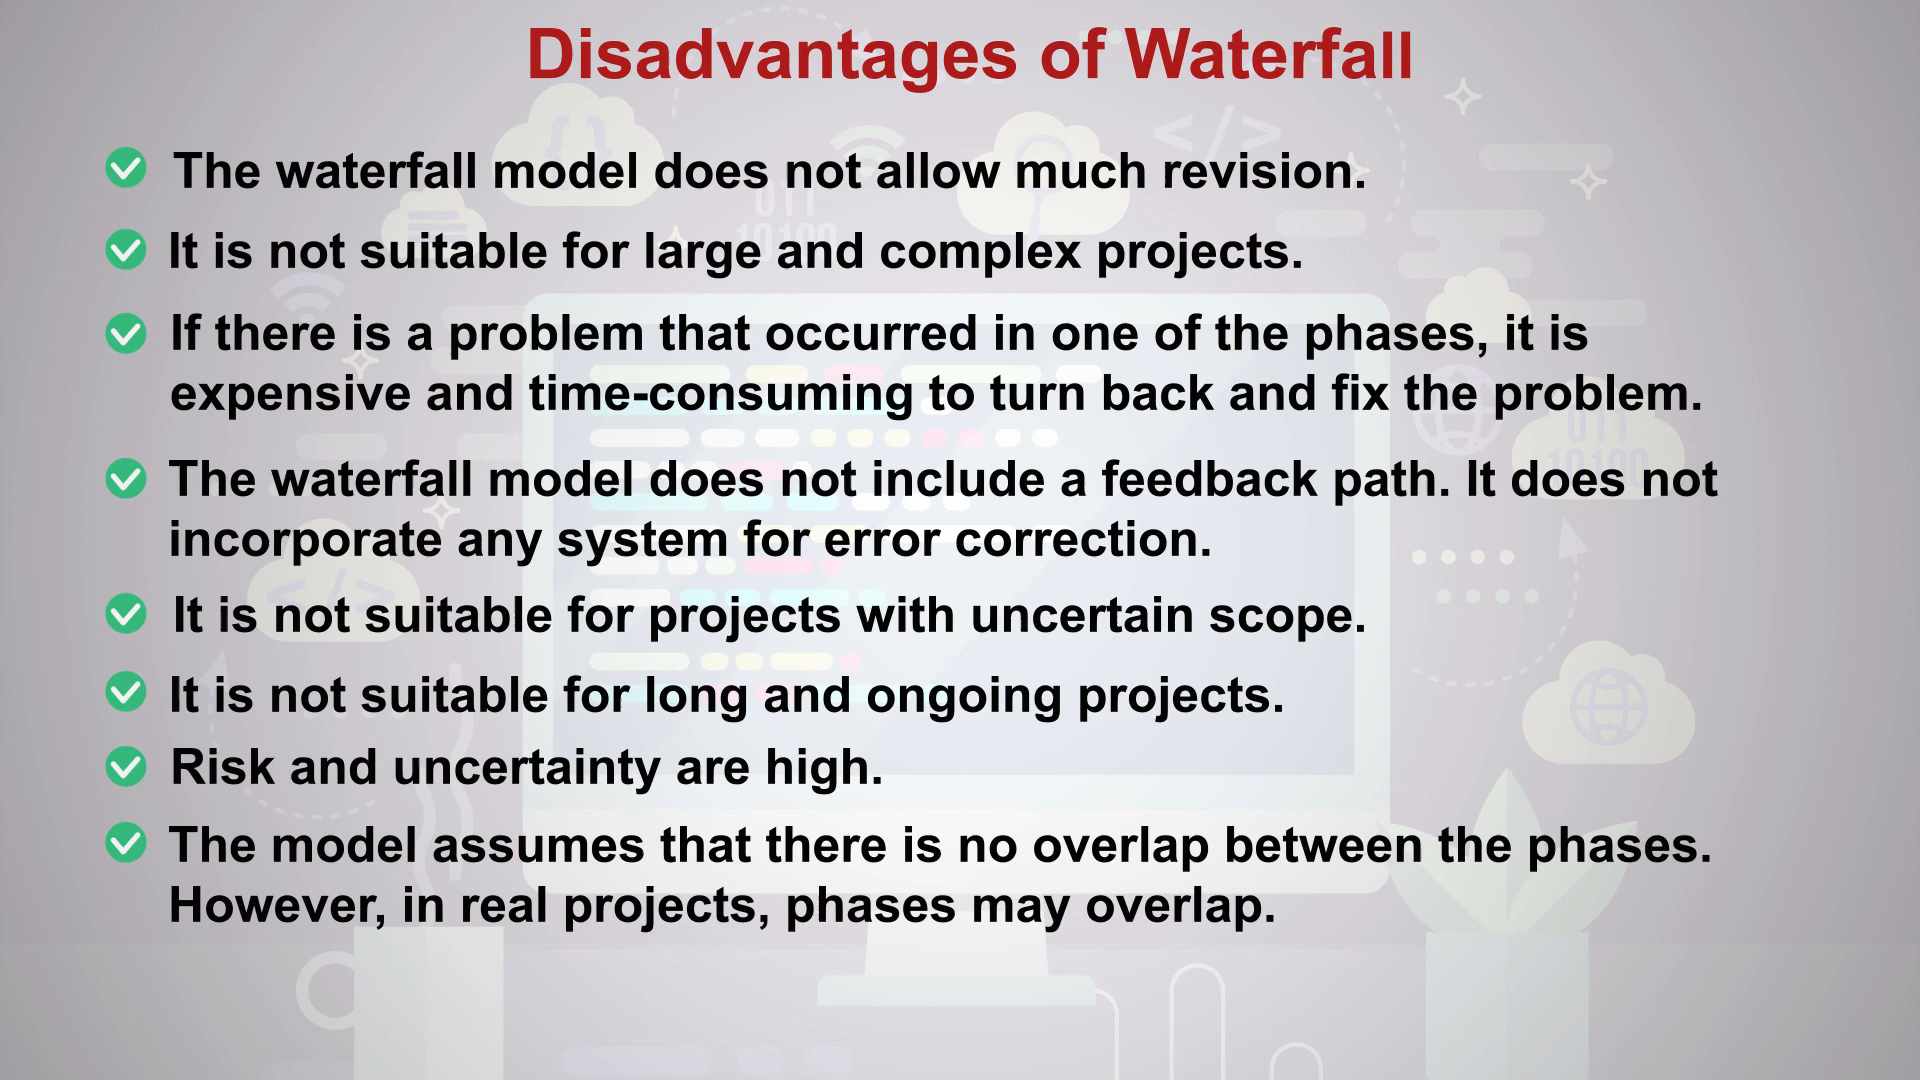 Disadvantages of Waterfall
The waterfall model does not allow much revision.
It is not suitable for large and complex projects.
If there is a problem that occurred in one of the phases, it is
expensive and time-consuming to turn back and fix the problem.
The waterfall model does not include a feedback path. It does not
incorporate any system for error correction.
It is not suitable for projects with uncertain scope.
It is not suitable for long and ongoing projects.
Risk and uncertainty are high.
The model assumes that there is no overlap between the phases.
However, in real projects, phases may overlap.
{ }
</>
011
10100
011
10100
</>